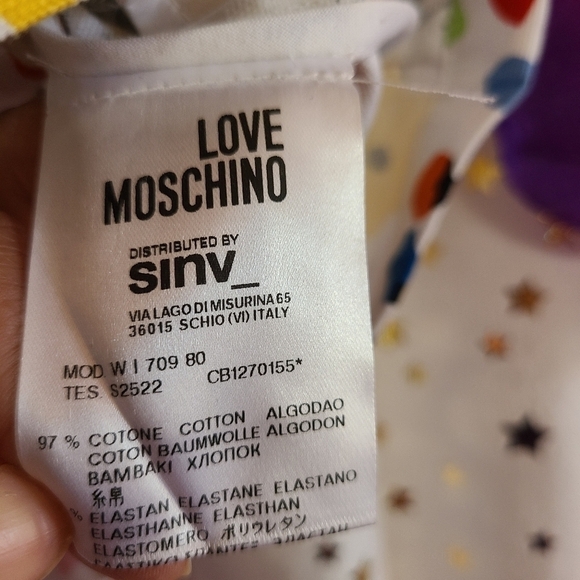 LOVE
MOSCHINO
DISTRIBUTED BY
sinv_
VIA LAGO DI MISURINA 65
36015 SCHIO (VI) ITALY
MOD. W I 709 80
TES. S2522 CB1270155*
97 % COTONE COTTON ALGODAO
COTON BAUMWOLLE ALGODON
BAMBAKI ХЛОПОК
糸帛
% ELASTAN ELASTANE ELASTANO
ELASTHANNE ELASTHAN
ELASTOMERO ポリウレタン